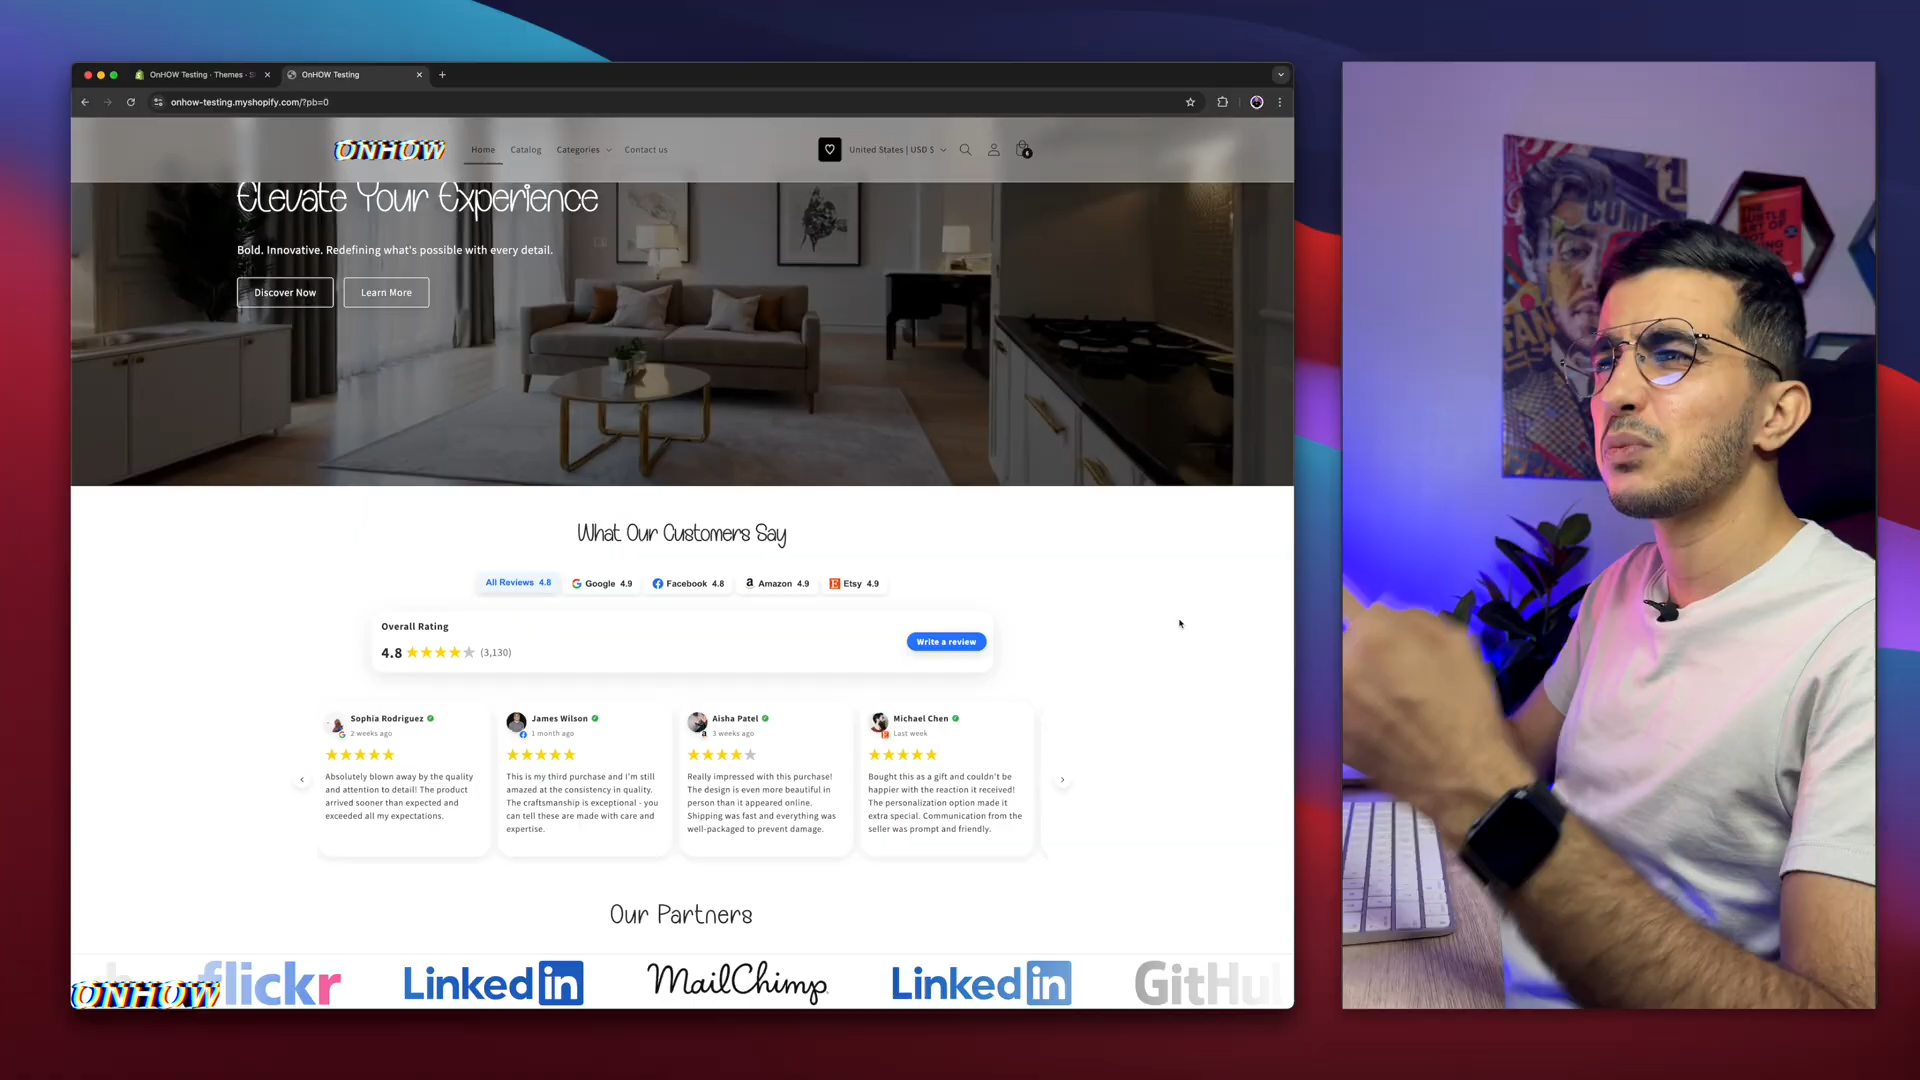 OnHOW Testing · Themes · S
OnHOW Testing
onhow-testing.myshopify.com/?pb=0
ONHOW
Home
Catalog
Categories
Contact us
United States | USD $
6
Elevate Your Experience
Bold. Innovative. Redefining what's possible with every detail.
Discover Now
Learn More
What Our Customers Say
All Reviews 4.8
Google 4.9
Facebook 4.8
Amazon 4.9
Etsy 4.9
Overall Rating
4.8 ★★★★★ (3,130)
Write a review
Sophia Rodriguez
2 weeks ago
Absolutely blown away by the quality
and attention to detail! The product
arrived sooner than expected and
exceeded all my expectations.
James Wilson
1 month ago
This is my third purchase and I'm still
amazed at the consistency in quality.
The craftsmanship is exceptional - you
can tell these are made with care and
expertise.
Aisha Patel
3 weeks ago
Really impressed with this purchase!
The design is even more beautiful in
person than it appeared online.
Shipping was fast and everything was
well-packaged to prevent damage.
Michael Chen
Last week
Bought this as a gift and couldn't be
happier with the reaction it received!
The personalization option made it
extra special. Communication from the
seller was prompt and friendly.
Our Partners
flickr
LinkedIn
MailChimp
LinkedIn
GitHu
ONHOW
THE SUBTLE
ART OF NOT